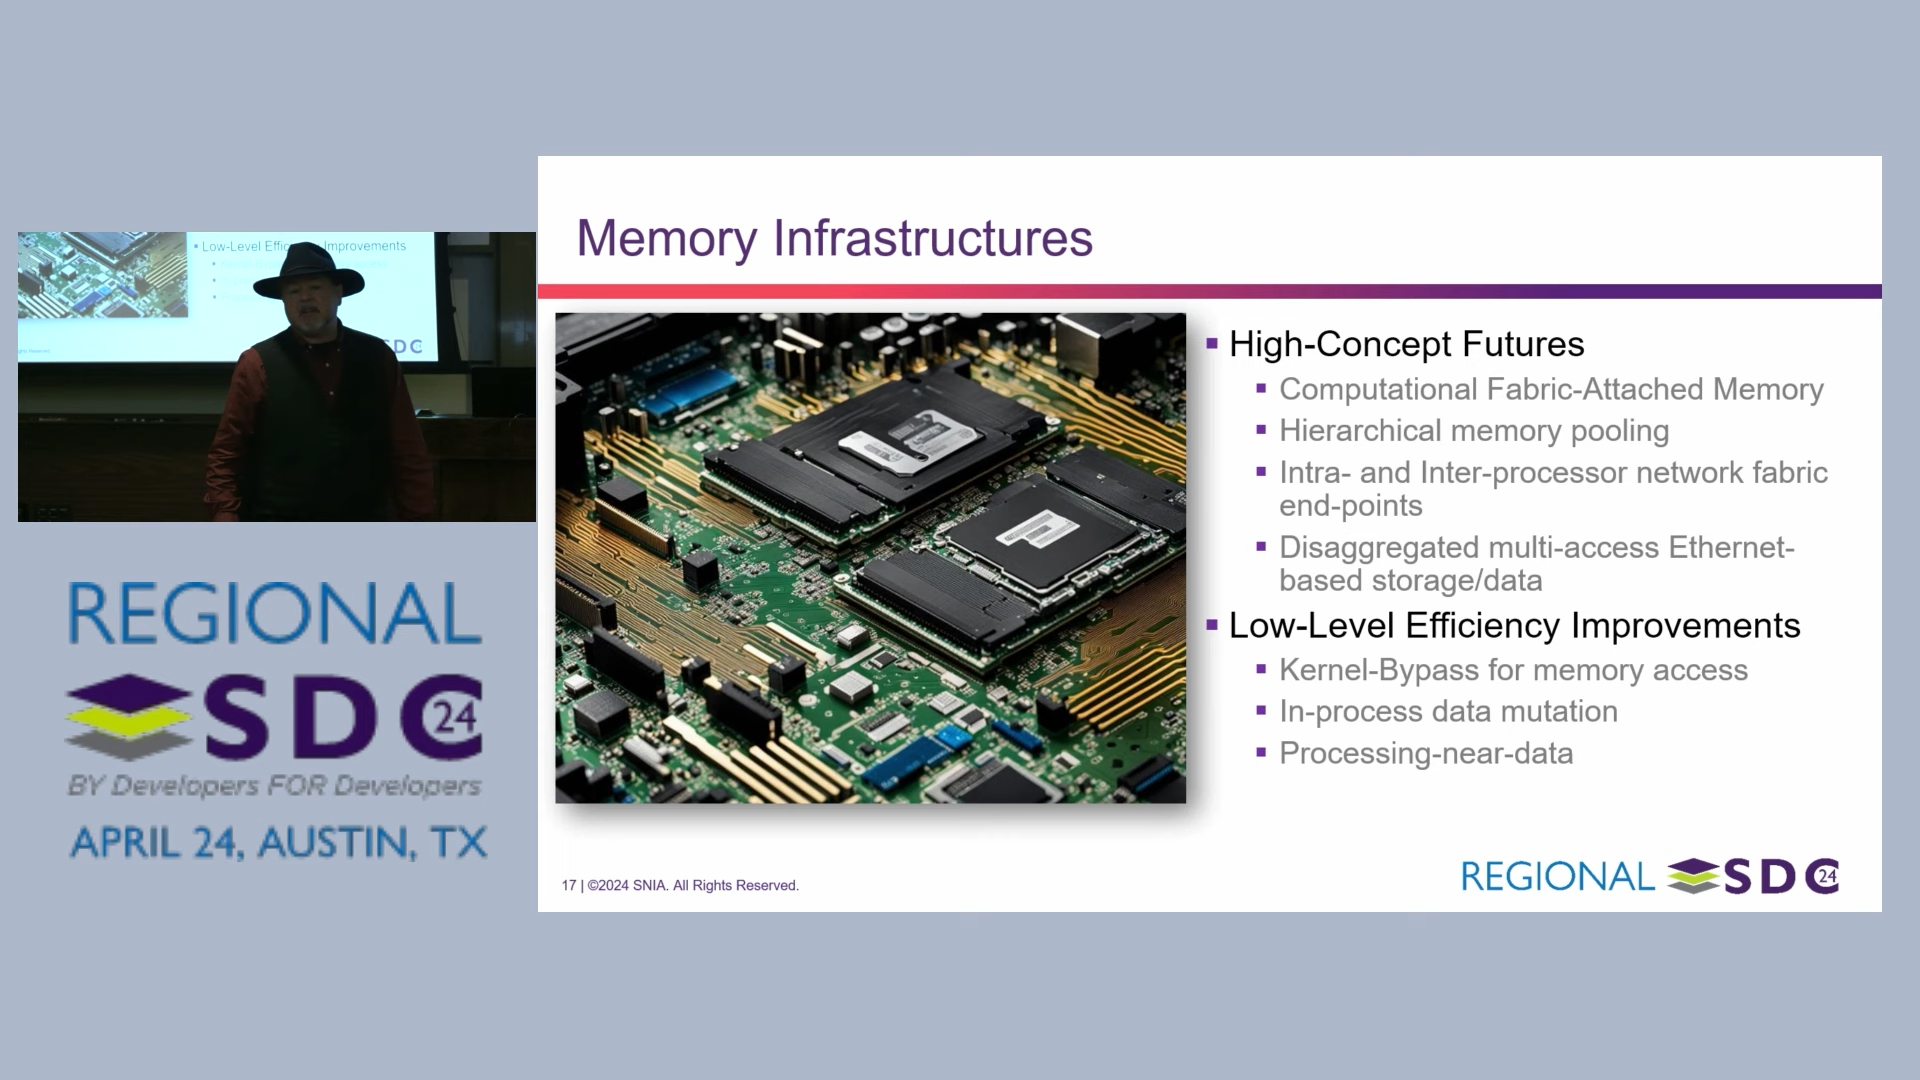 Low-Level Effic Improvements
SDC
REGIONAL
SDC 24
BY Developers FOR Developers
APRIL 24, AUSTIN, TX
Memory Infrastructures
▪ High-Concept Futures
▪ Computational Fabric-Attached Memory
▪ Hierarchical memory pooling
▪ Intra- and Inter-processor network fabric
end-points
▪ Disaggregated multi-access Ethernet-
based storage/data
▪ Low-Level Efficiency Improvements
▪ Kernel-Bypass for memory access
▪ In-process data mutation
▪ Processing-near-data
17 | ©2024 SNIA. All Rights Reserved.
REGIONAL SDC 24